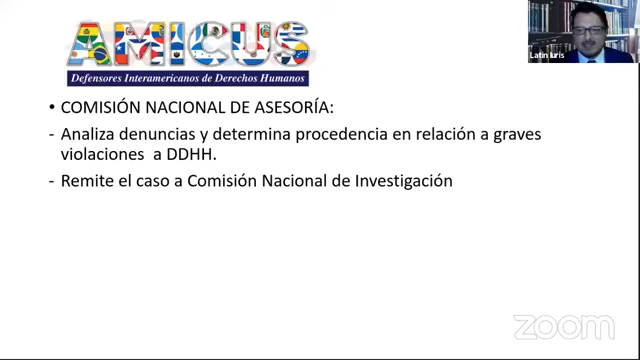 AMICUS
Defensores Interamericanos de Derechos Humanos
Latin Iuris
• COMISIÓN NACIONAL DE ASESORÍA:
- Analiza denuncias y determina procedencia en relación a graves
violaciones a DDHH.
- Remite el caso a Comisión Nacional de Investigación
zoom